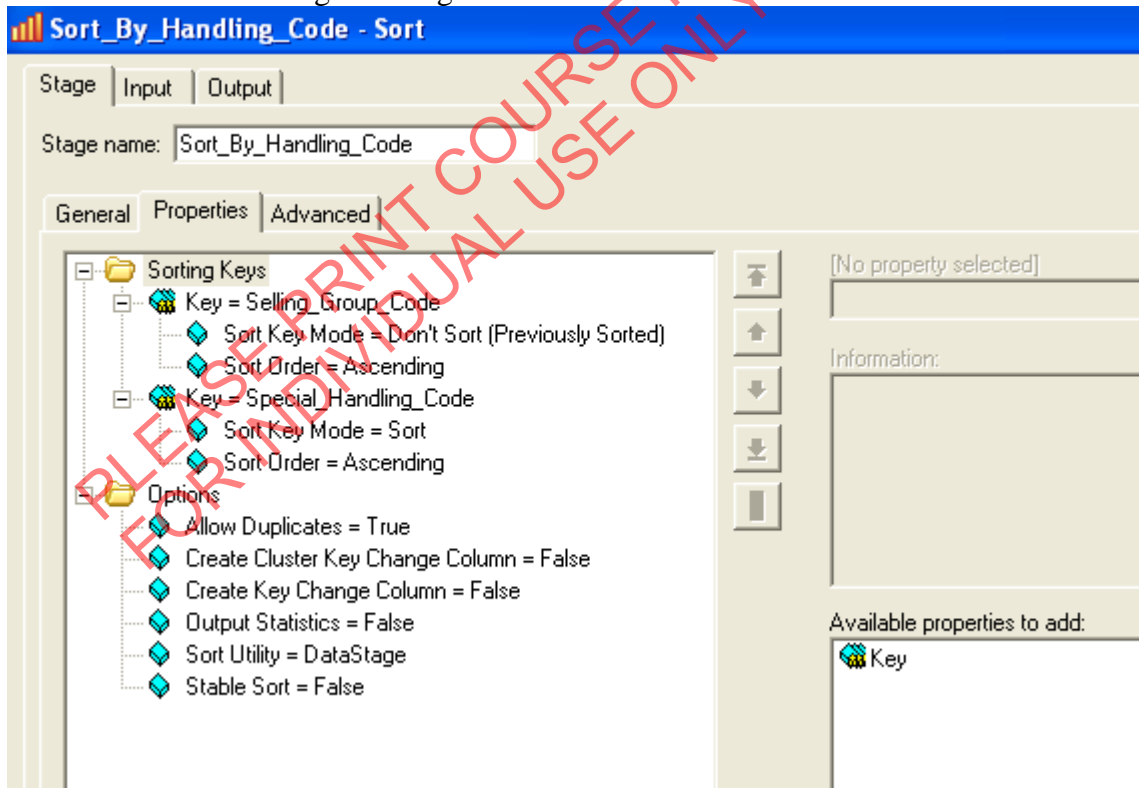 Sort_By_Handling_Code - Sort
Stage Input Output
Stage name: Sort_By_Handling_Code
General Properties Advanced
Sorting Keys
Key = Selling_Group_Code
Sort Key Mode = Don't Sort (Previously Sorted)
Sort Order = Ascending
Key = Special_Handling_Code
Sort Key Mode = Sort
Sort Order = Ascending
Options
Allow Duplicates = True
Create Cluster Key Change Column = False
Create Key Change Column = False
Output Statistics = False
Sort Utility = DataStage
Stable Sort = False
[No property selected]
Information:
Available properties to add:
Key
PLEASE PRINT COURSE
FOR INDIVIDUAL USE ONLY